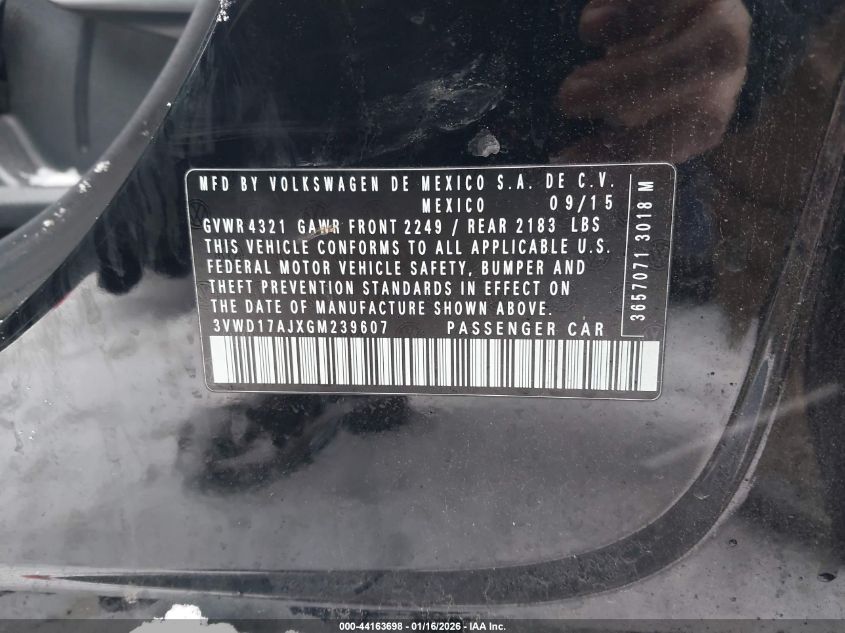 MFD BY VOLKSWAGEN DE MEXICO S.A. DE C.V.
MEXICO 09/15
GVWR 4321 GAWR FRONT 2249 / REAR 2183 LBS
THIS VEHICLE CONFORMS TO ALL APPLICABLE U.S.
FEDERAL MOTOR VEHICLE SAFETY, BUMPER AND
THEFT PREVENTION STANDARDS IN EFFECT ON
THE DATE OF MANUFACTURE SHOWN ABOVE.
3VWD17AJXGM239607 PASSENGER CAR
3657071 3018 M
000-44163698 - 01/16/2026 - IAA Inc.